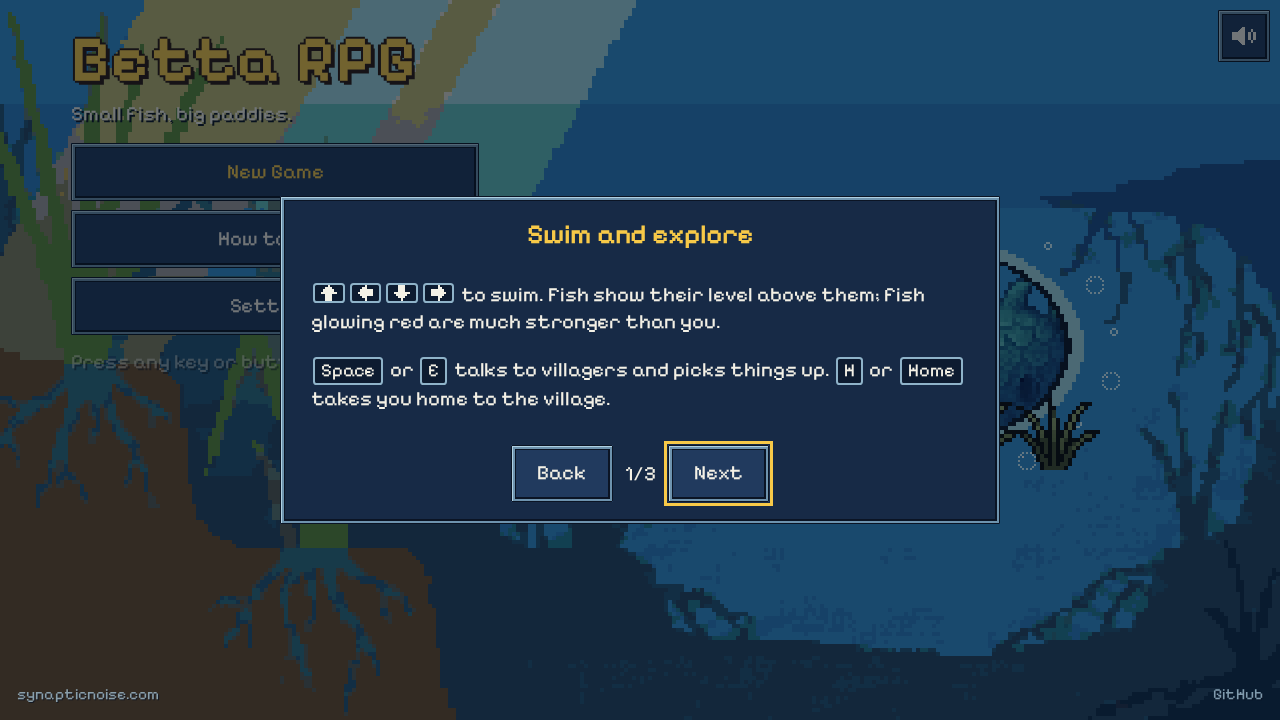 Betta RPG
Small fish, big paddies.
New Game
How to
Sett
Press any key or but
Swim and explore
to swim. Fish show their level above them; fish
glowing red are much stronger than you.
Space or E talks to villagers and picks things up. H or Home
takes you home to the village.
Back 1/3 Next
synapticnoise.com
GitHub